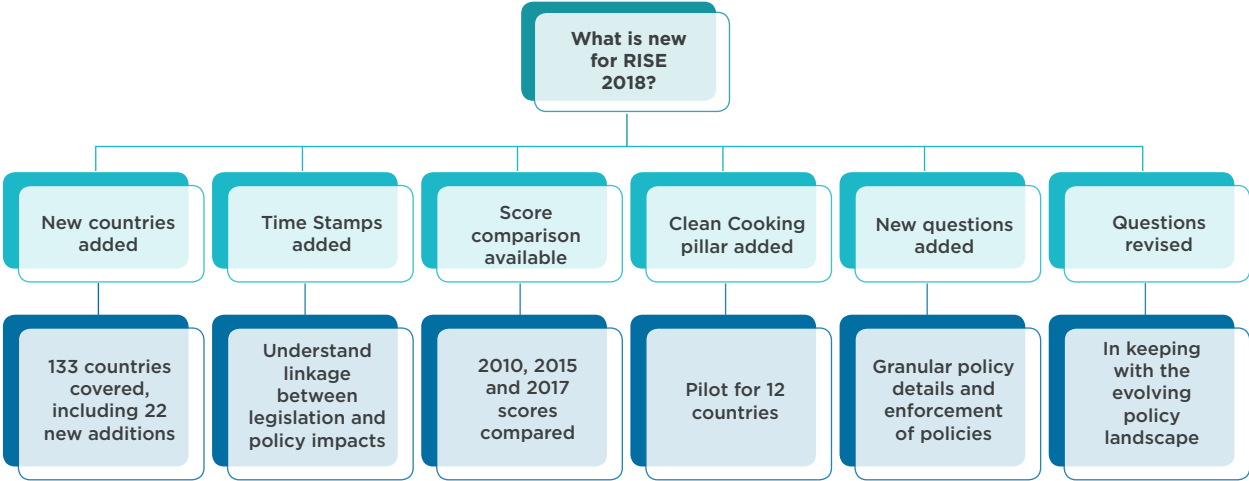 What is new
for RISE
2018?
New countries
added
Time Stamps
added
Score
comparison
available
Clean Cooking
pillar added
New questions
added
Questions
revised
133 countries
covered,
including 22
new additions
Understand
linkage
between
legislation and
policy impacts
2010, 2015
and 2017
scores
compared
Pilot for 12
countries
Granular policy
details and
enforcement
of policies
In keeping
with the
evolving
policy
landscape